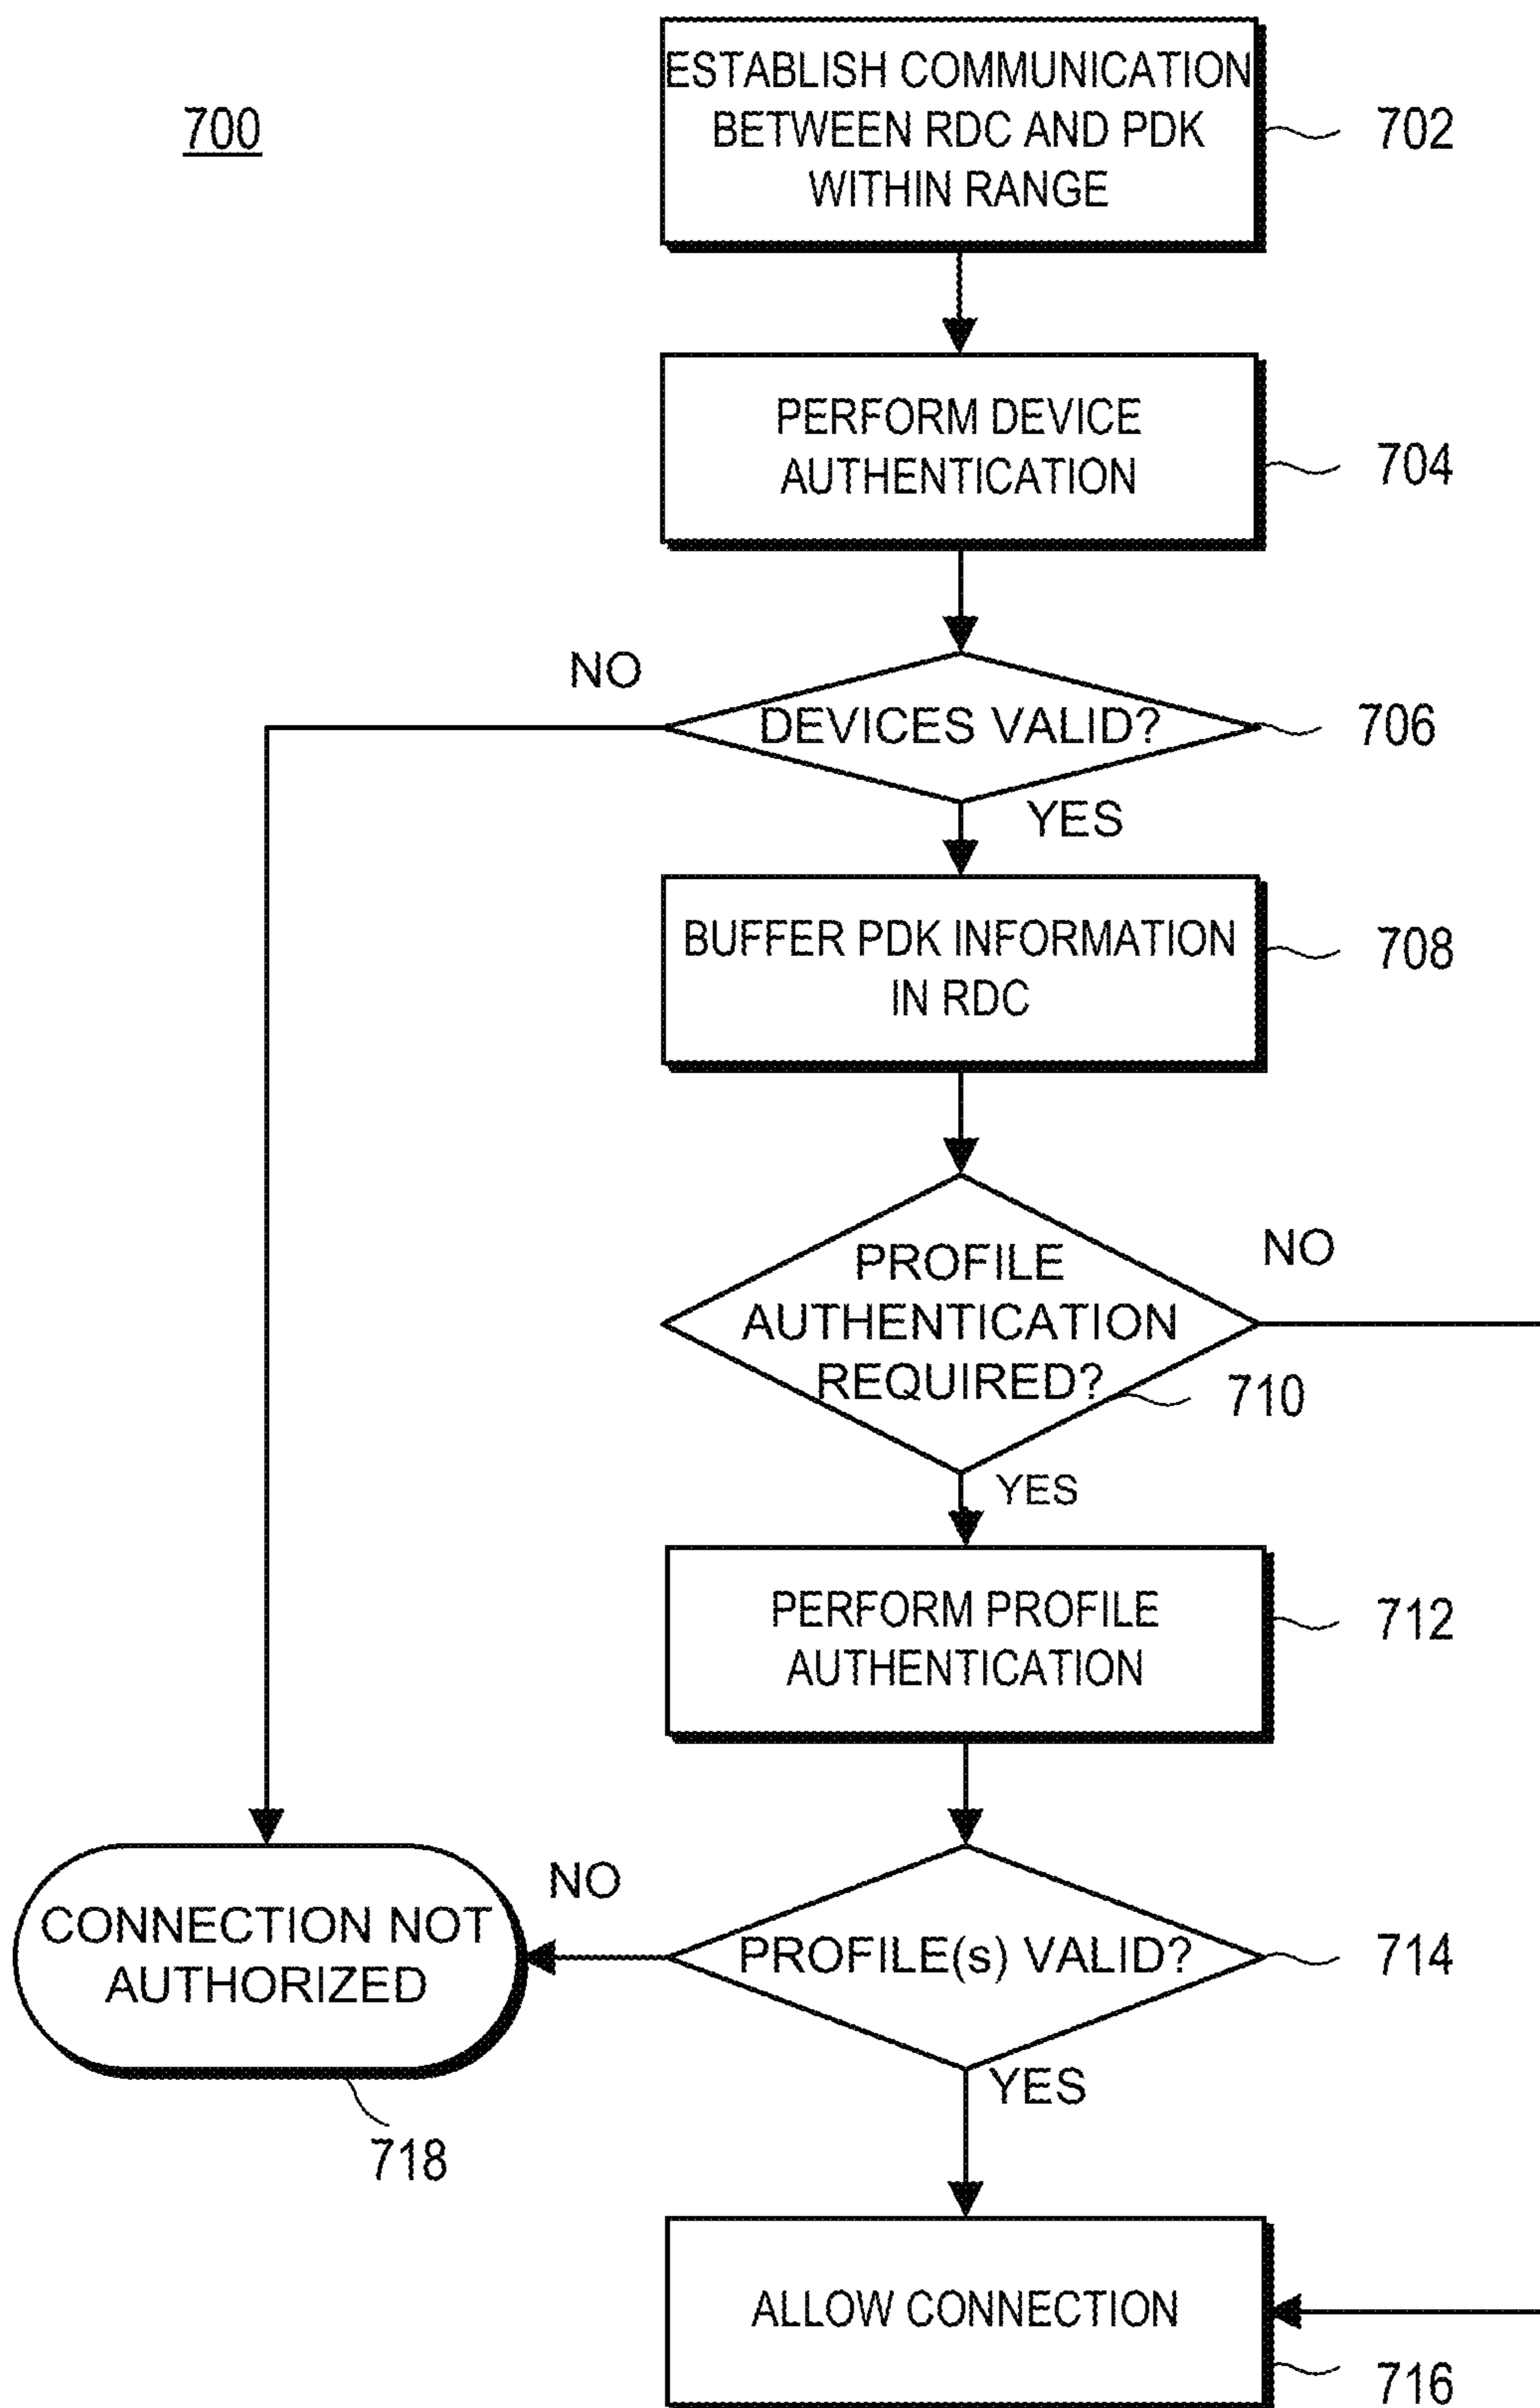 700
ESTABLISH COMMUNICATION
BETWEEN RDC AND PDK
WITHIN RANGE
702
PERFORM DEVICE
AUTHENTICATION
704
NO
DEVICES VALID?
706
YES
BUFFER PDK INFORMATION
IN RDC
708
PROFILE
AUTHENTICATION
REQUIRED?
NO
710
YES
PERFORM PROFILE
AUTHENTICATION
712
CONNECTION NOT
AUTHORIZED
NO
PROFILE(s) VALID?
714
YES
718
ALLOW CONNECTION
716